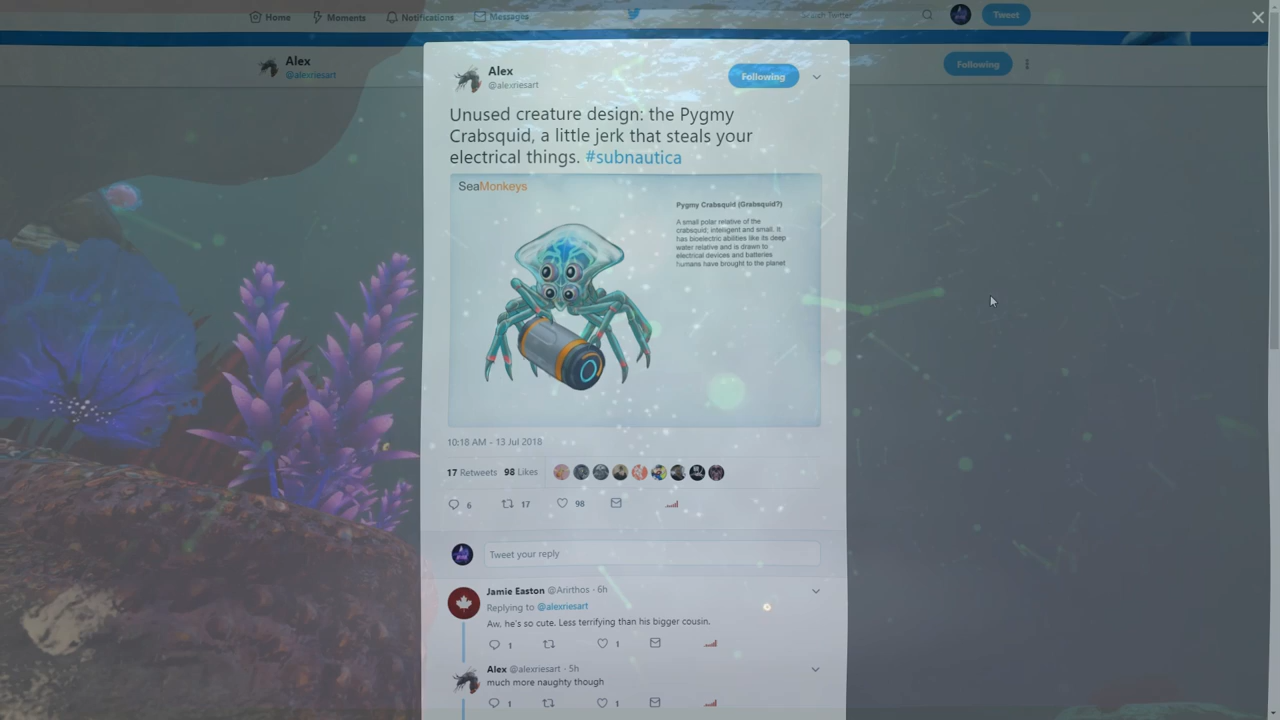 Home Moments Notifications Messages Search Twitter Tweet
Alex
@alexriesart
Following
Alex
@alexriesart
Following
Unused creature design: the Pygmy
Crabsquid, a little jerk that steals your
electrical things. #subnautica
SeaMonkeys
Pygmy Crabsquid (Grabsquid?)
A small polar relative of the
crabsquid, intelligent and small. It
has bioelectric abilities like its deep
water relative and is drawn to
electrical devices and batteries
humans have brought to the planet
10:18 AM - 13 Jul 2018
17 Retweets 98 Likes
6 17 98
Tweet your reply
Jamie Easton @Arirthos · 6h
Replying to @alexriesart
Aw, he's so cute. Less terrifying than his bigger cousin.
1 1
Alex @alexriesart · 5h
much more naughty though
1 1